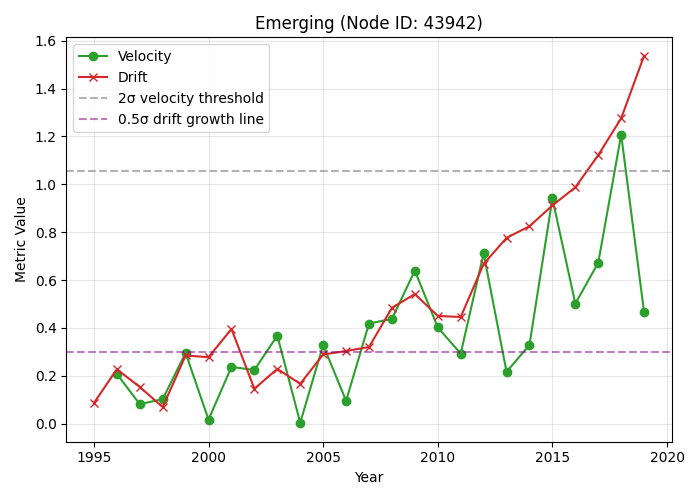 Emerging (Node ID: 43942)
Velocity
Drift
2σ velocity threshold
0.5σ drift growth line
Metric Value
1.6
1.4
1.2
1.0
0.8
0.6
0.4
0.2
0.0
1995
2000
2005
2010
2015
2020
Year